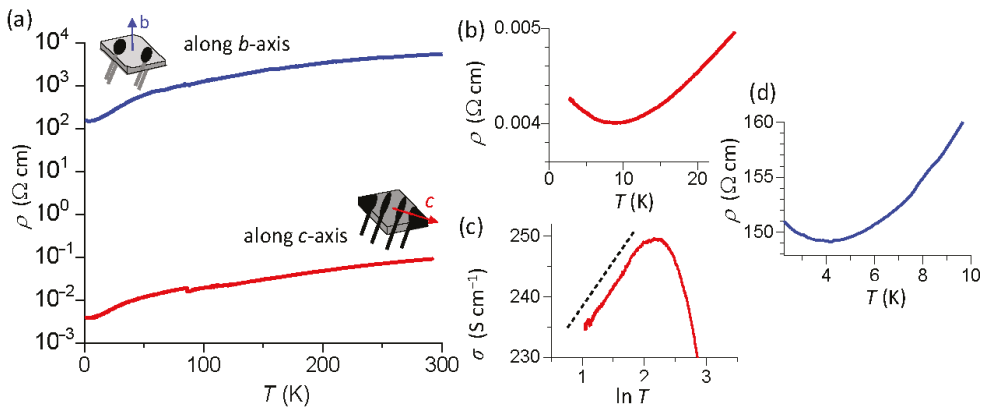 (a)
b
along b-axis
10⁴
10³
10²
10¹
10⁰
10⁻¹
10⁻²
10⁻³
ρ (Ω cm)
c
along c-axis
0
100
200
300
T (K)
(b)
0.005
0.004
ρ (Ω cm)
0
10
20
T (K)
(c)
250
240
230
σ (S cm⁻¹)
1
2
3
ln T
(d)
160
155
150
ρ (Ω cm)
4
6
8
10
T (K)